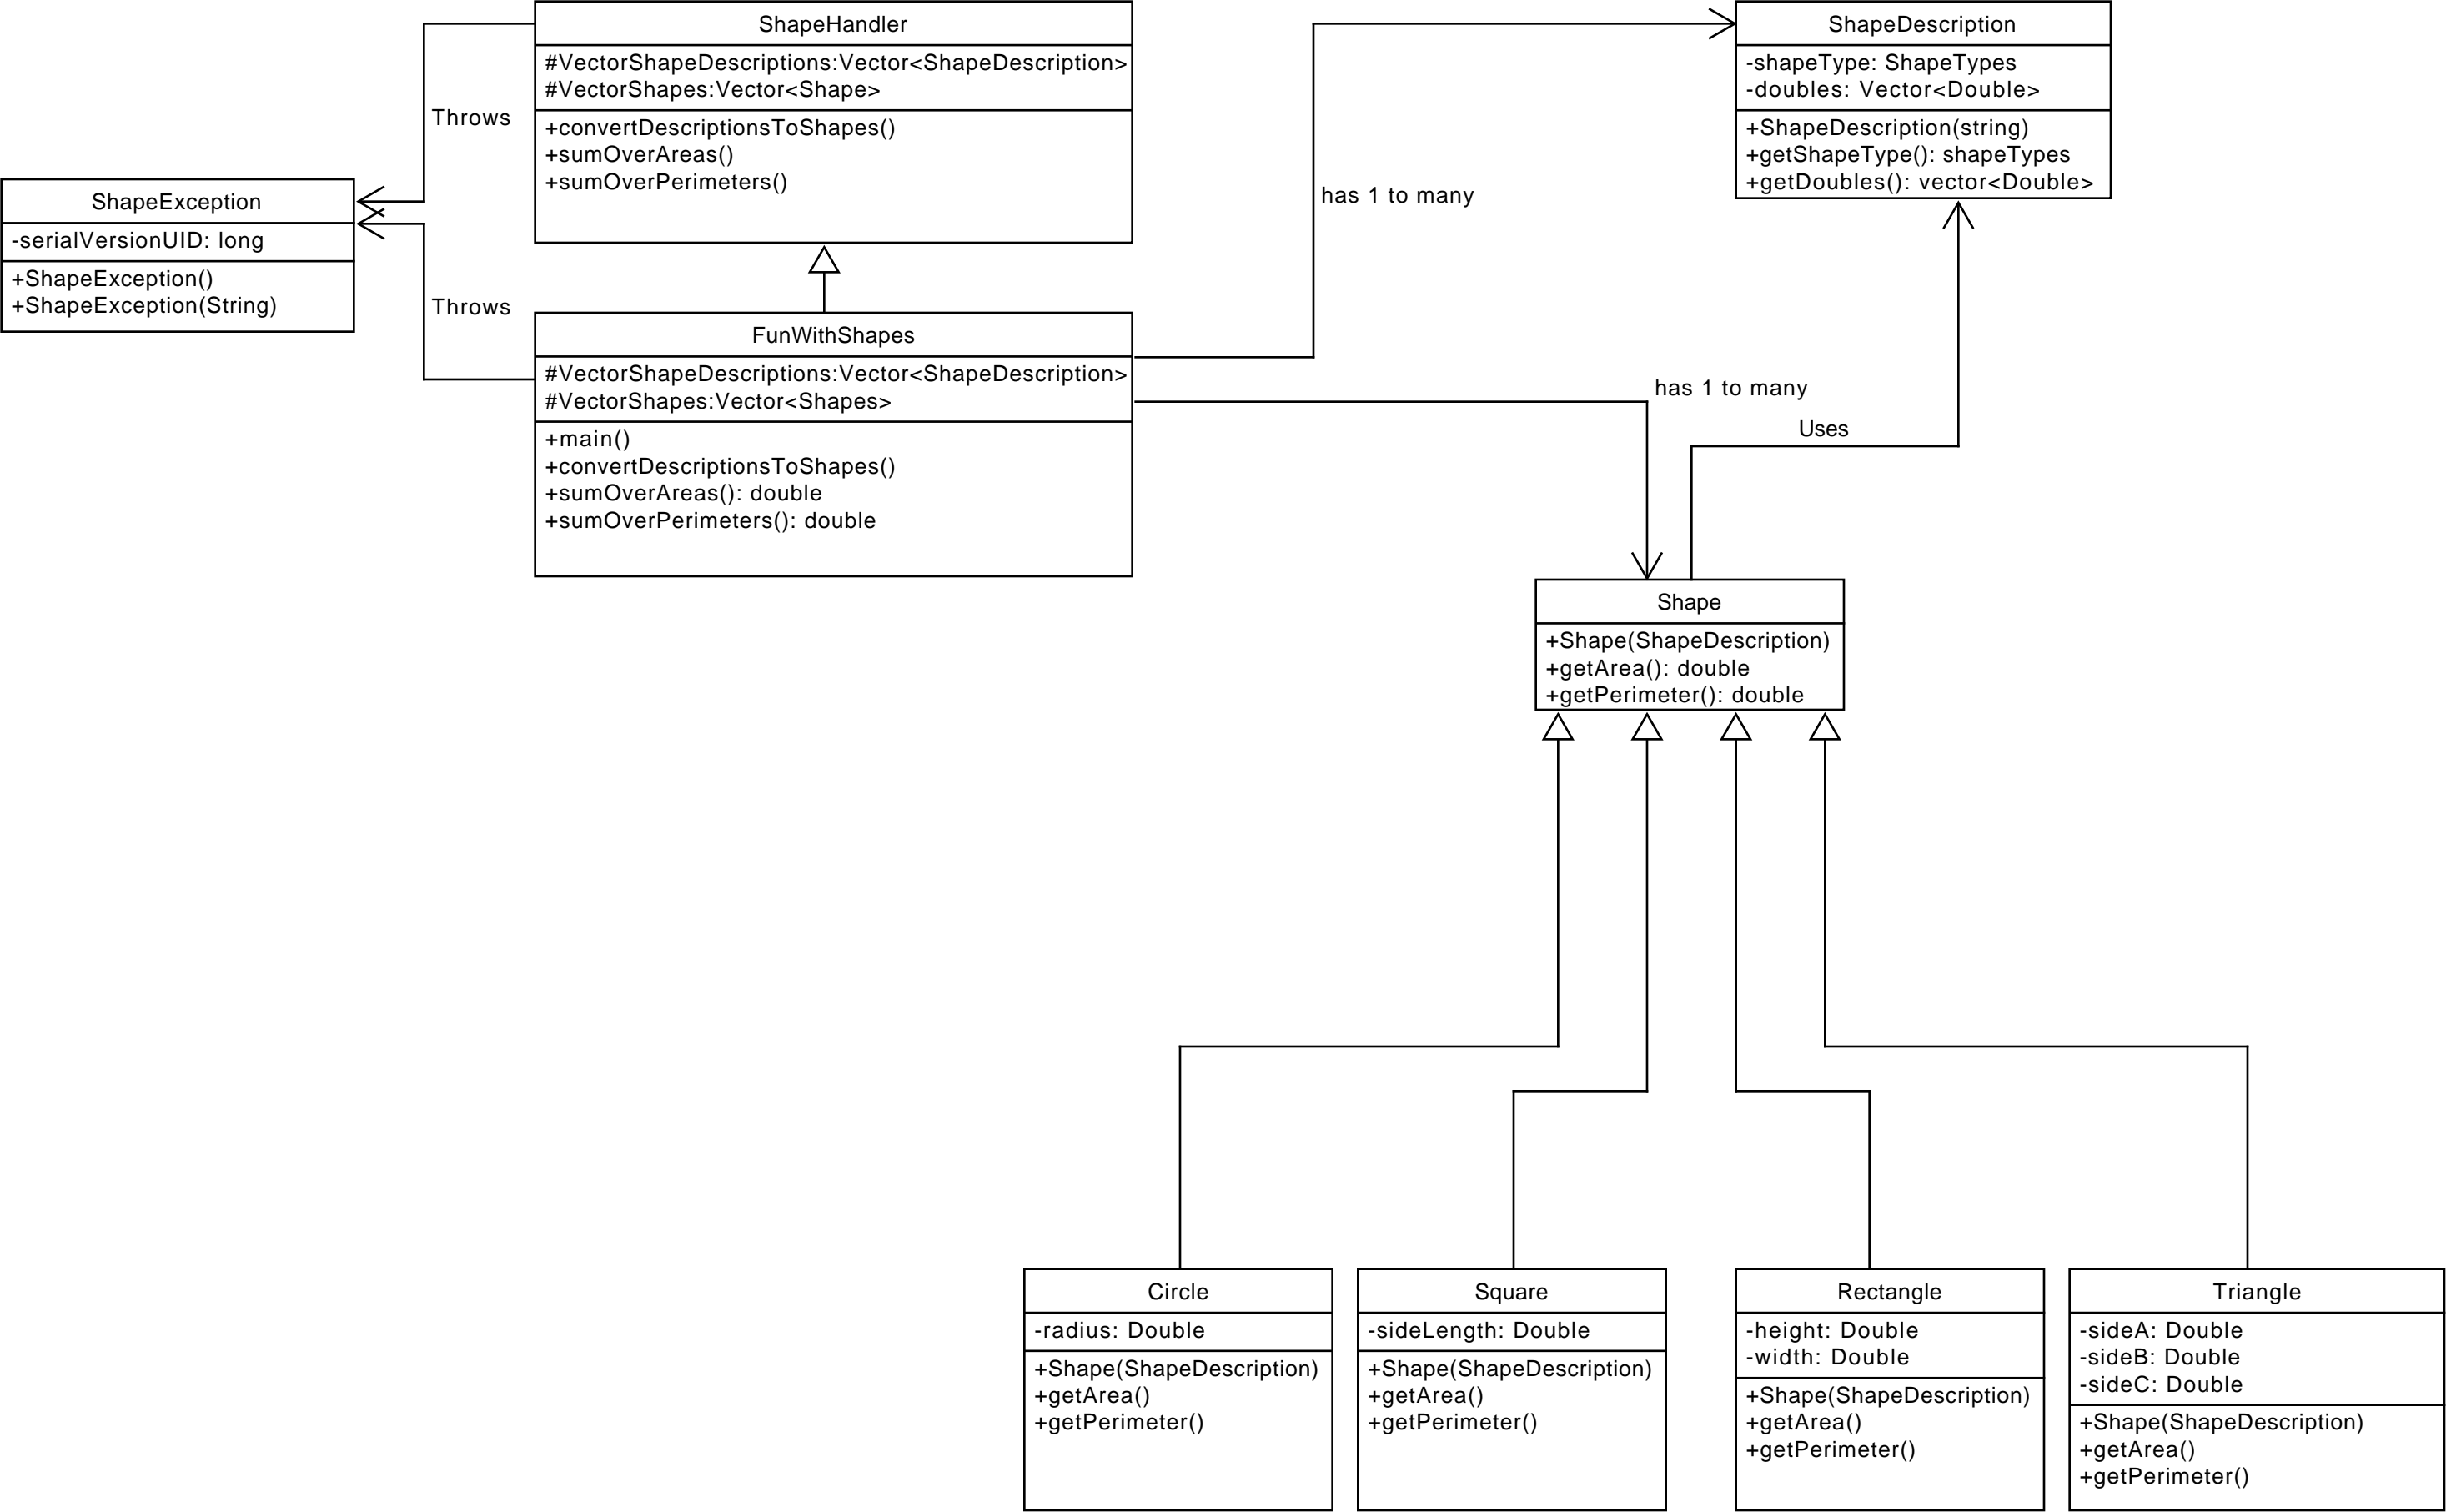 ShapeHandler
#VectorShapeDescriptions:Vector<ShapeDescription>
#VectorShapes:Vector<Shape>
+convertDescriptionsToShapes()
+sumOverAreas()
+sumOverPerimeters()
ShapeDescription
-shapeType: ShapeTypes
-doubles: Vector<Double>
+ShapeDescription(string)
+getShapeType(): shapeTypes
+getDoubles(): vector<Double>
Throws
has 1 to many
ShapeException
-serialVersionUID: long
+ShapeException()
+ShapeException(String)
Throws
FunWithShapes
#VectorShapeDescriptions:Vector<ShapeDescription>
#VectorShapes:Vector<Shapes>
+main()
+convertDescriptionsToShapes()
+sumOverAreas(): double
+sumOverPerimeters(): double
has 1 to many
Uses
Shape
+Shape(ShapeDescription)
+getArea(): double
+getPerimeter(): double
Circle
-radius: Double
+Shape(ShapeDescription)
+getArea()
+getPerimeter()
Square
-sideLength: Double
+Shape(ShapeDescription)
+getArea()
+getPerimeter()
Rectangle
-height: Double
-width: Double
+Shape(ShapeDescription)
+getArea()
+getPerimeter()
Triangle
-sideA: Double
-sideB: Double
-sideC: Double
+Shape(ShapeDescription)
+getArea()
+getPerimeter()